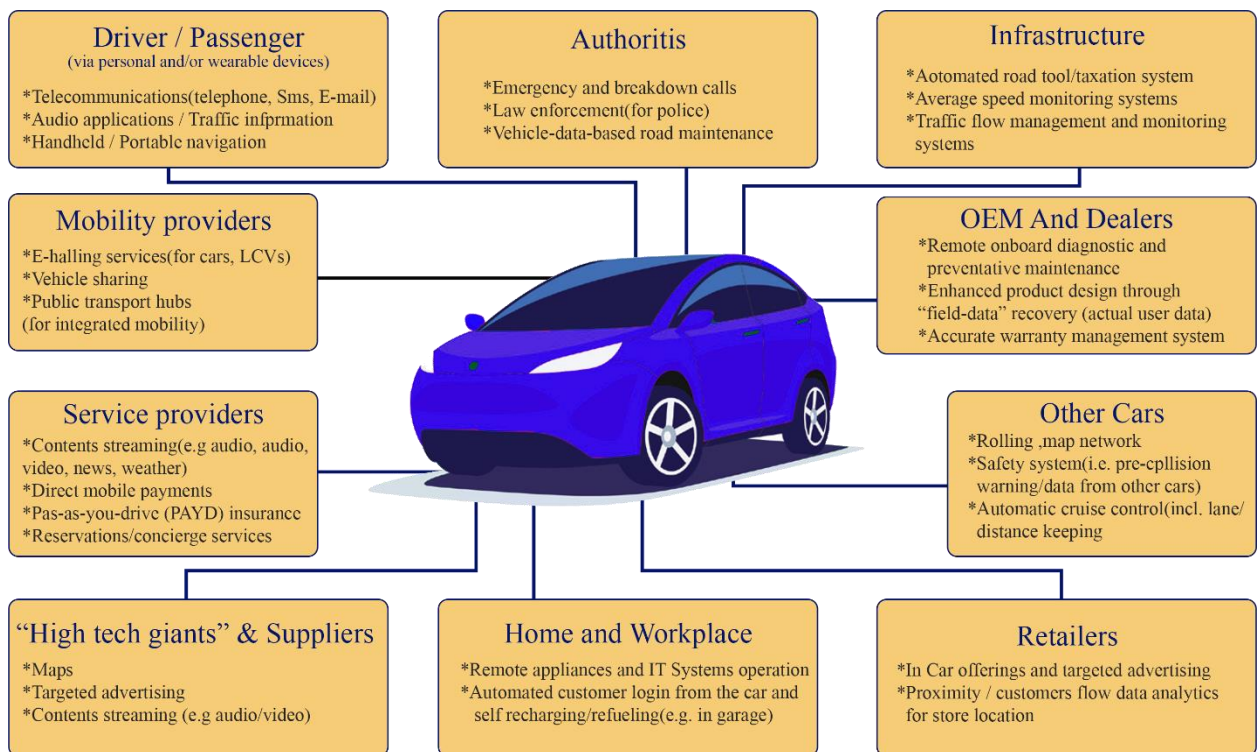 Driver / Passenger
(via personal and/or wearable devices)
*Telecommunications(telephone, Sms, E-mail)
*Audio applications / Traffic infprmation
*Handheld / Portable navigation
Authoritis
*Emergency and breakdown calls
*Law enforcement(for police)
*Vehicle-data-based road maintenance
Infrastructure
*Aotomated road tool/taxation system
*Average speed monitoring systems
*Traffic flow management and monitoring
systems
Mobility providers
*E-halling services(for cars, LCVs)
*Vehicle sharing
*Public transport hubs
(for integrated mobility)
OEM And Dealers
*Remote onboard diagnostic and
preventative maintenance
*Enhanced product design through
“field-data” recovery (actual user data)
*Accurate warranty management system
Service providers
*Contents streaming(e.g audio, audio,
video, news, weather)
*Direct mobile payments
*Pas-as-you-drive (PAYD) insurance
*Reservations/concierge services
Other Cars
*Rolling ,map network
*Safety system(i.e. pre-cpllision
warning/data from other cars)
*Automatic cruise control(incl. lane/
distance keeping
“High tech giants” & Suppliers
*Maps
*Targeted advertising
*Contents streaming (e.g audio/video)
Home and Workplace
*Remote appliances and IT Systems operation
*Automated customer login from the car and
self recharging/refueling(e.g. in garage)
Retailers
*In Car offerings and targeted advertising
*Proximity / customers flow data analytics
for store location